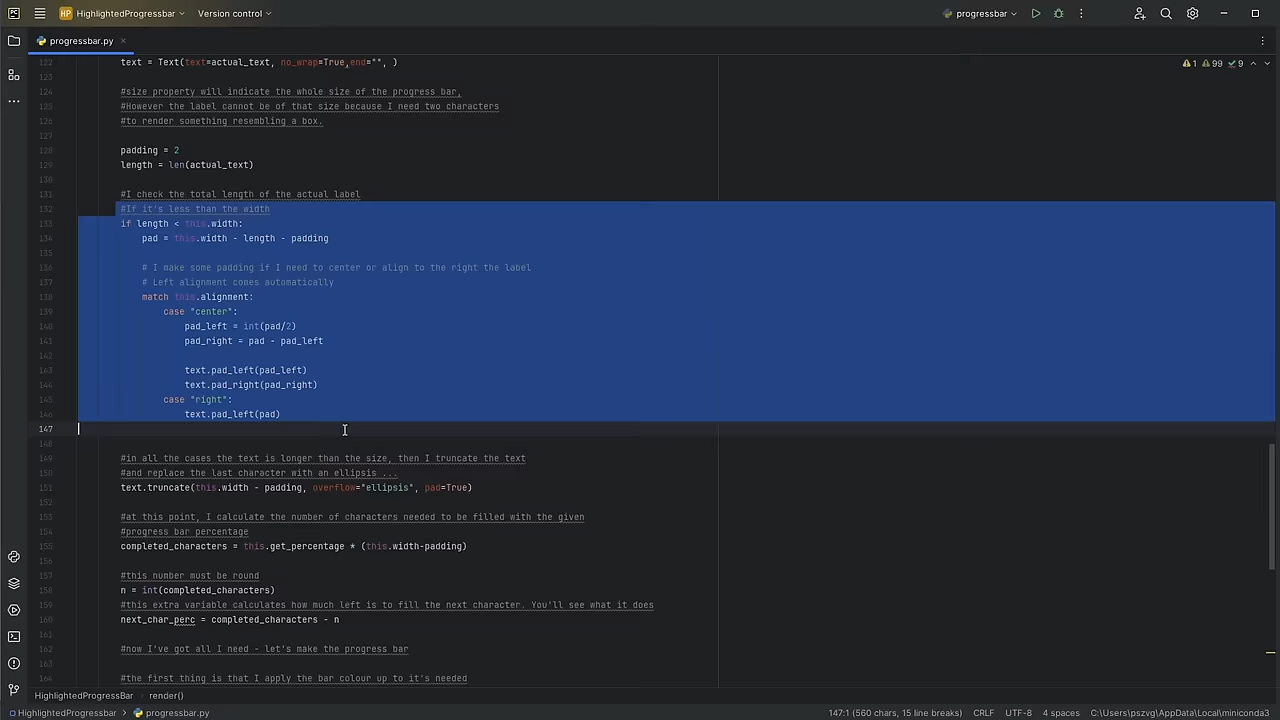 PC HP HighlightedProgressbar Version control progressbar
progressbar.py
122 text = Text(text=actual_text, no_wrap=True,end="", ) 1 99 9
123
124 #size property will indicate the whole size of the progress bar,
125 #However the label cannot be of that size because I need two characters
126 #to render something resembling a box.
127
128 padding = 2
129 length = len(actual_text)
130
131 #I check the total length of the actual label
132 #If it's less than the width
133 if length < this.width:
134 pad = this.width - length - padding
135
136 # I make some padding if I need to center or align to the right the label
137 # Left alignment comes automatically
138 match this.alignment:
139 case "center":
140 pad_left = int(pad/2)
141 pad_right = pad - pad_left
142
143 text.pad_left(pad_left)
144 text.pad_right(pad_right)
145 case "right":
146 text.pad_left(pad)
147
148
149 #in all the cases the text is longer than the size, then I truncate the text
150 #and replace the last character with an ellipsis ...
151 text.truncate(this.width - padding, overflow="ellipsis", pad=True)
152
153 #at this point, I calculate the number of characters needed to be filled with the given
154 #progress bar percentage
155 completed_characters = this.get_percentage * (this.width-padding)
156
157 #this number must be round
158 n = int(completed_characters)
159 #this extra variable calculates how much left is to fill the next character. You'll see what it does
160 next_char_perc = completed_characters - n
161
162 #now I've got all I need - let's make the progress bar
163
164 #the first thing is that I apply the bar colour up to it's needed
HighlightedProgressBar render()
HighlightedProgressbar progressbar.py 147:1 (560 chars, 15 line breaks) CRLF UTF-8 4 spaces C:\Users\pszvg\AppData\Local\miniconda3